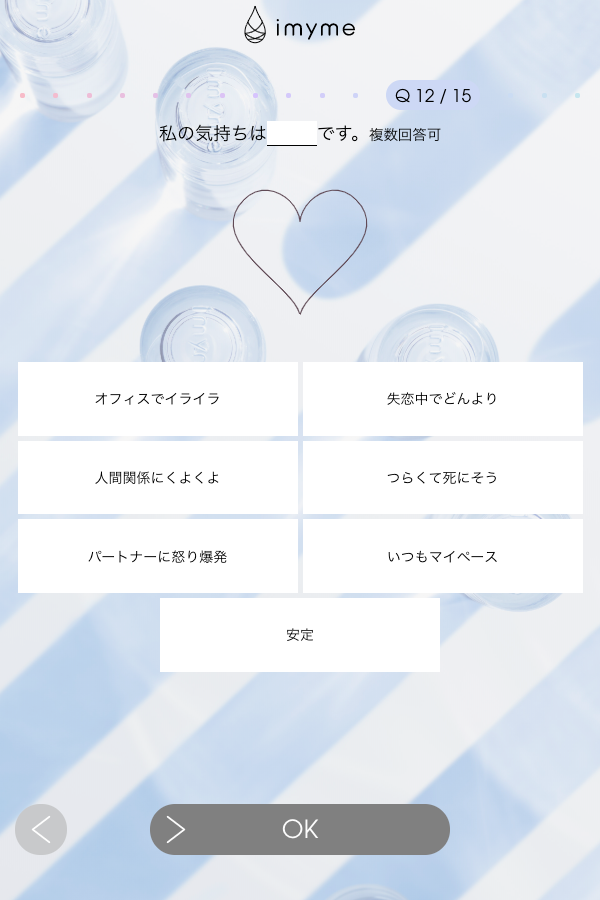 imyme
Q 12 / 15
私の気持ちは　　です。複数回答可
オフィスでイライラ
失恋中でどんより
人間関係にくよくよ
つらくて死にそう
パートナーに怒り爆発
いつもマイペース
安定
OK